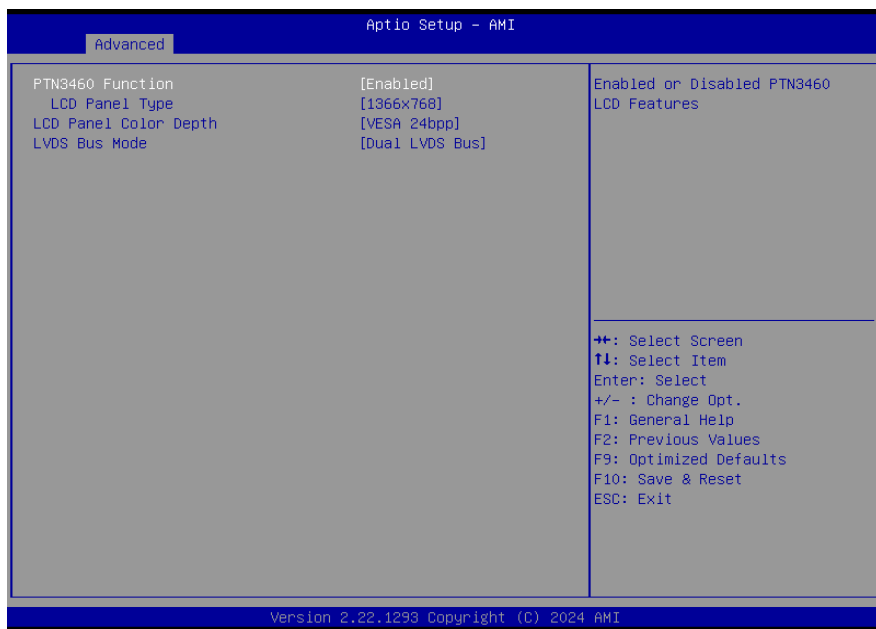 Aptio Setup – AMI
Advanced
PTN3460 Function [Enabled]
LCD Panel Type [1366x768]
LCD Panel Color Depth [VESA 24bpp]
LVDS Bus Mode [Dual LVDS Bus]
Enabled or Disabled PTN3460
LCD Features
→←: Select Screen
↑↓: Select Item
Enter: Select
+/- : Change Opt.
F1: General Help
F2: Previous Values
F9: Optimized Defaults
F10: Save & Reset
ESC: Exit
Version 2.22.1293 Copyright (C) 2024 AMI